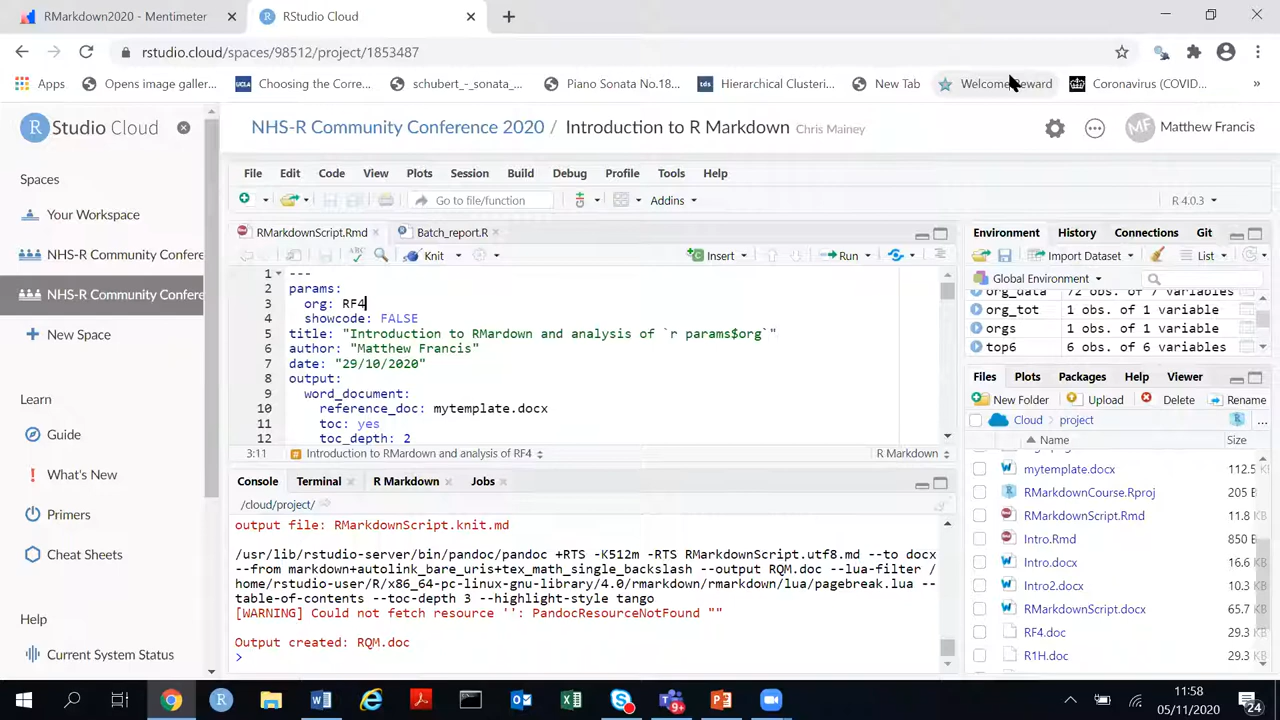 RMarkdown2020 - Mentimeter
RStudio Cloud
rstudio.cloud/spaces/98512/project/1853487
Apps
Opens image galler...
Choosing the Corre...
schubert_-_sonata_...
Piano Sonata No.18...
Hierarchical Clusteri...
New Tab
Coronavirus (COVID...
Studio Cloud
NHS-R Community Conference 2020 / Introduction to R Markdown Chris Mainey
MF Matthew Francis
Spaces
Your Workspace
NHS-R Community Confere
NHS-R Community Confere
New Space
Learn
Guide
What's New
Primers
Cheat Sheets
Help
Current System Status
File Edit Code View Plots Session Build Debug Profile Tools Help
Go to file/function
Addins
R 4.0.3
RMarkdownScript.Rmd
Batch_report.R
ABC
Knit
Insert
Run
1 ---
2 params:
3 org: RF4
4 showcode: FALSE
5 title: "Introduction to RMardown and analysis of `r params$org`"
6 author: "Matthew Francis"
7 date: "29/10/2020"
8 output:
9 word_document:
10 reference_doc: mytemplate.docx
11 toc: yes
12 toc_depth: 2
3:11 # Introduction to RMardown and analysis of RF4
R Markdown
Console Terminal R Markdown Jobs
/cloud/project/
output file: RMarkdownScript.knit.md
/usr/lib/rstudio-server/bin/pandoc/pandoc +RTS -K512m -RTS RMarkdownScript.utf8.md --to docx
--from markdown+autolink_bare_uris+tex_math_single_backslash --output RQM.doc --lua-filter /
home/rstudio-user/R/x86_64-pc-linux-gnu-library/4.0/rmarkdown/rmarkdown/lua/pagebreak.lua --
table-of-contents --toc-depth 3 --highlight-style tango
[WARNING] Could not fetch resource '': PandocResourceNotFound ""
Output created: RQM.doc
>
Environment History Connections Git
Import Dataset
List
Global Environment
org_data 72 obs. of 7 variables
org_tot 1 obs. of 1 variable
orgs 1 obs. of 1 variable
top6 6 obs. of 6 variables
Files Plots Packages Help Viewer
New Folder Upload Delete Rename
Cloud project ...
Name Size
mytemplate.docx 112.5 KB
RMarkdownCourse.Rproj 205 B
RMarkdownScript.Rmd 11.8 KB
Intro.Rmd 850 B
Intro.docx 16.6 KB
Intro2.docx 10.3 KB
RMarkdownScript.docx 65.7 KB
RF4.doc 29.3 KB
R1H.doc 29.3 KB
11:58
05/11/2020
9+
24